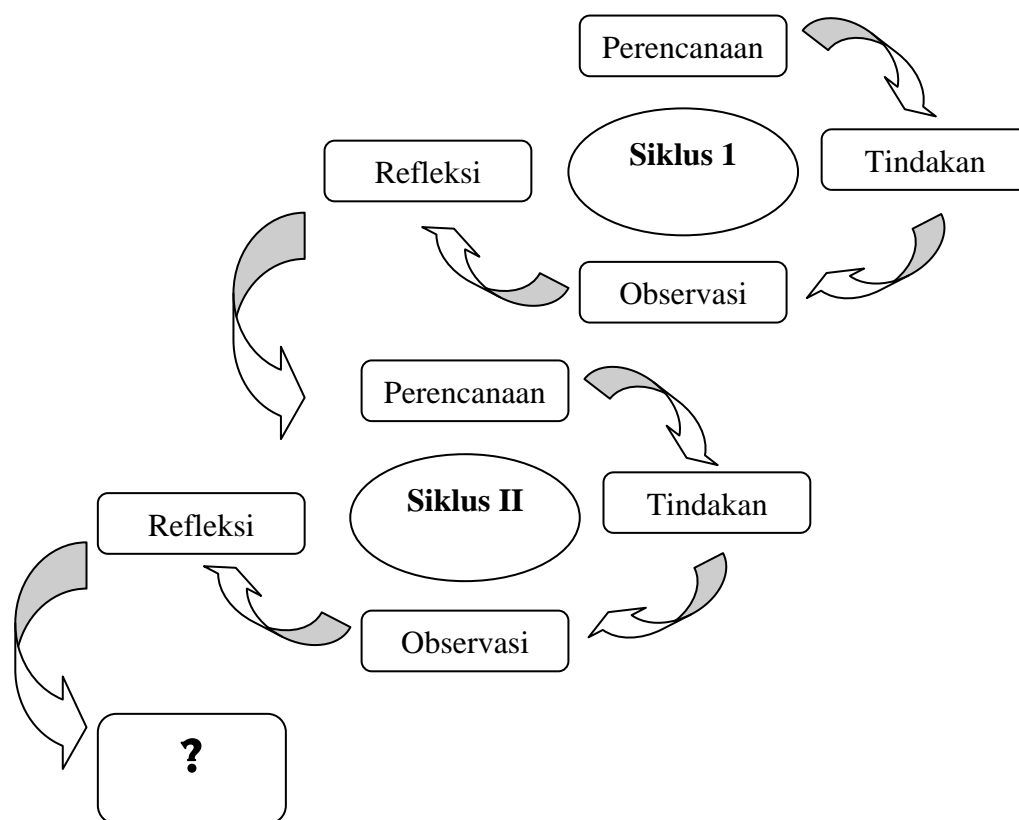 Perencanaan
Siklus 1
Tindakan
Refleksi
Observasi
Perencanaan
Siklus II
Tindakan
Refleksi
Observasi
?